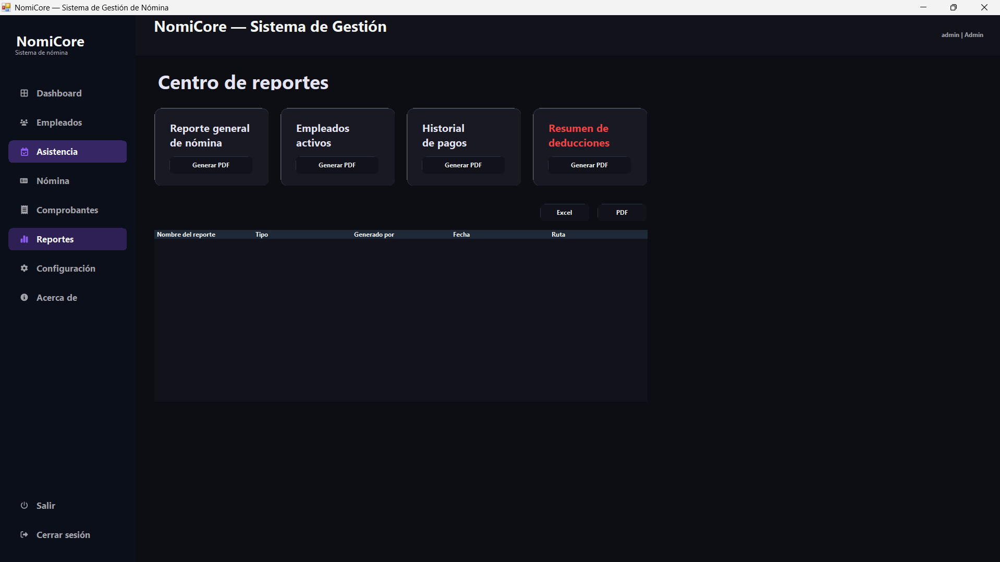 NomiCore — Sistema de Gestión de Nómina
NomiCore — Sistema de Gestión
admin | Admin
NomiCore
Sistema de nómina
Dashboard
Empleados
Asistencia
Nómina
Comprobantes
Reportes
Configuración
Acerca de
Salir
Cerrar sesión
Centro de reportes
Reporte general
de nómina
Generar PDF
Empleados
activos
Generar PDF
Historial
de pagos
Generar PDF
Resumen de
deducciones
Generar PDF
Excel
PDF
Nombre del reporte Tipo Generado por Fecha Ruta